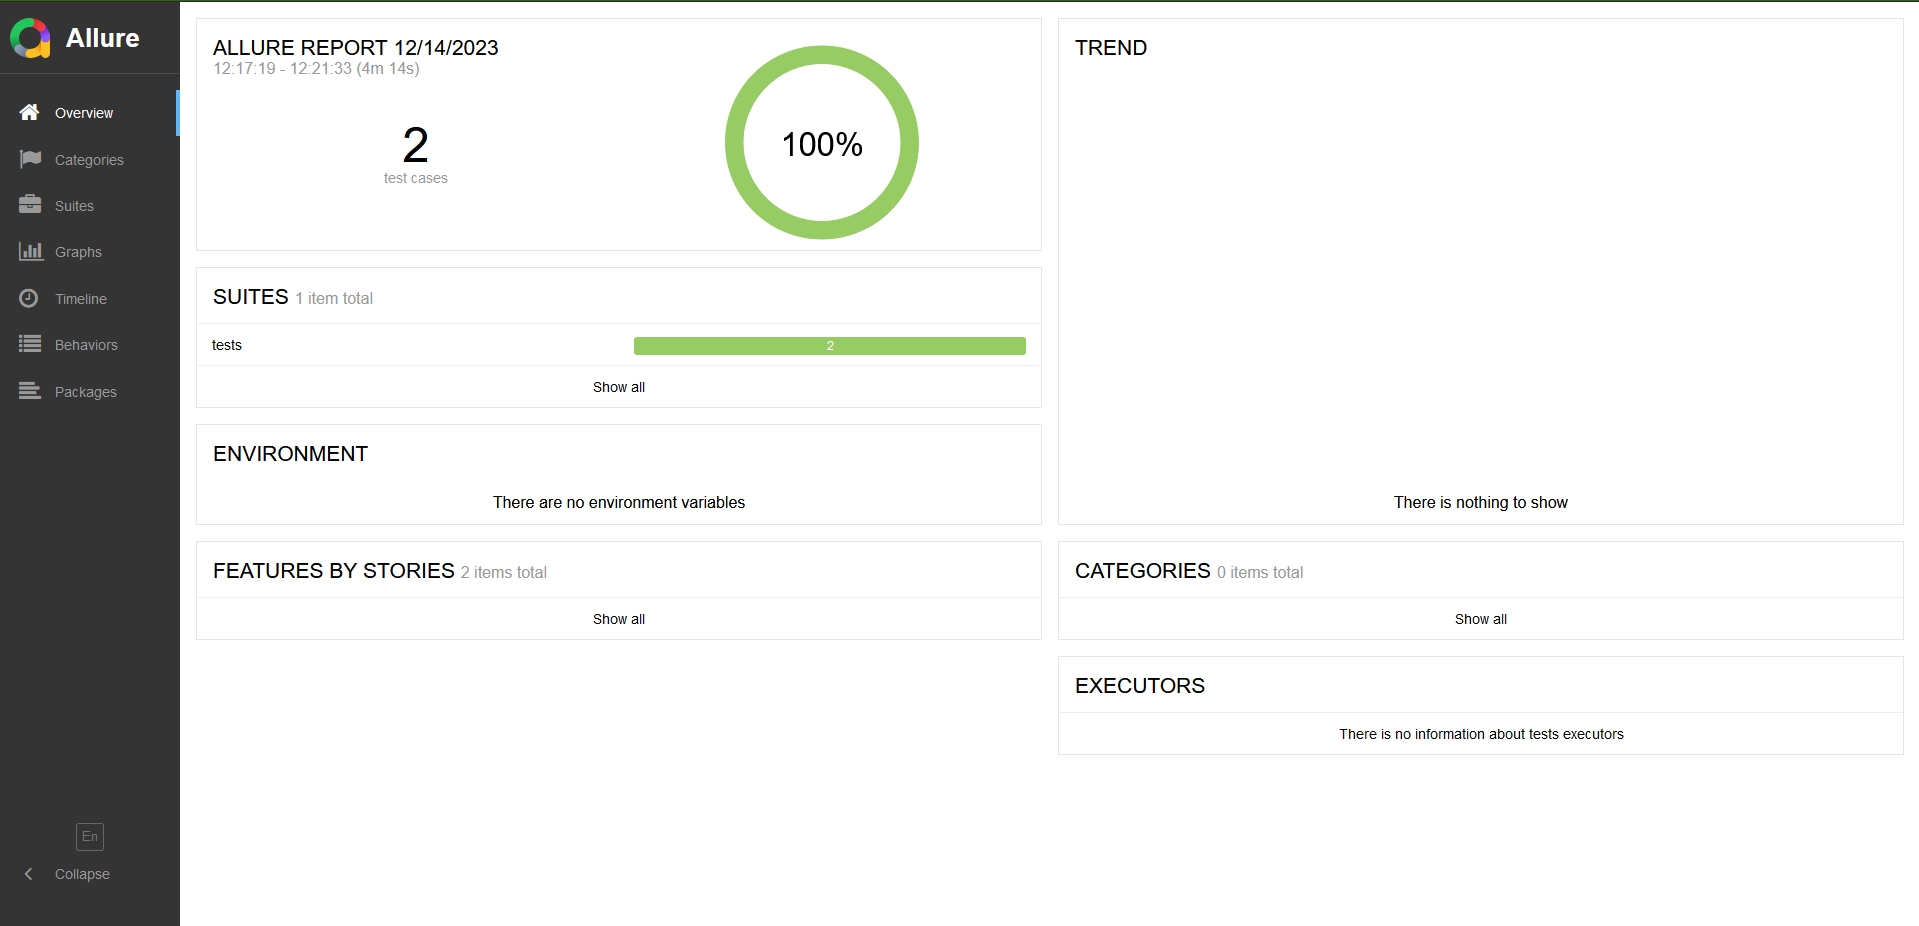 Allure
Overview
Categories
Suites
Graphs
Timeline
Behaviors
Packages
En
Collapse
ALLURE REPORT 12/14/2023
12:17:19 - 12:21:33 (4m 14s)
2
test cases
100%
SUITES 1 item total
tests 2
Show all
ENVIRONMENT
There are no environment variables
FEATURES BY STORIES 2 items total
Show all
TREND
There is nothing to show
CATEGORIES 0 items total
Show all
EXECUTORS
There is no information about tests executors